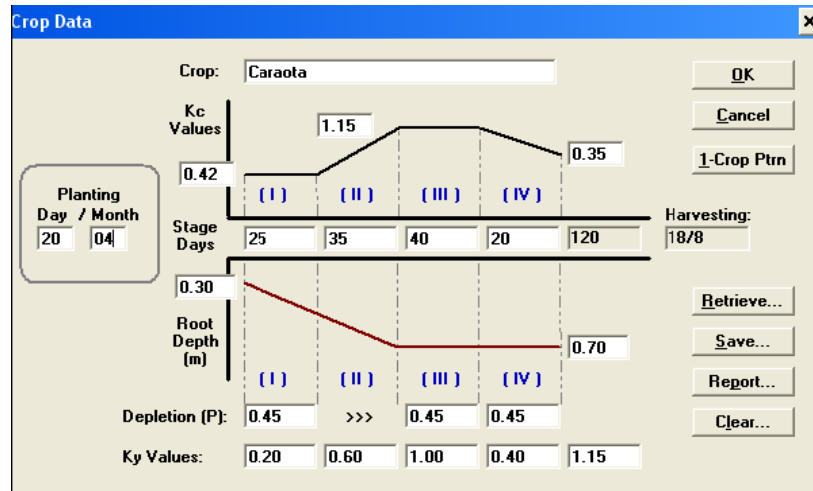 Crop Data
Crop: Caraota
OK
Kc Values
1.15
Cancel
0.42
0.35
1-Crop Ptrn
( I ) ( II ) ( III ) ( IV )
Planting
Day / Month
20 04
Stage Days
25 35 40 20 120
Harvesting:
18/8
0.30
Root Depth (m)
0.70
Retrieve...
Save...
( I ) ( II ) ( III ) ( IV )
Report...
Depletion (P): 0.45 >>> 0.45 0.45
Clear...
Ky Values: 0.20 0.60 1.00 0.40 1.15